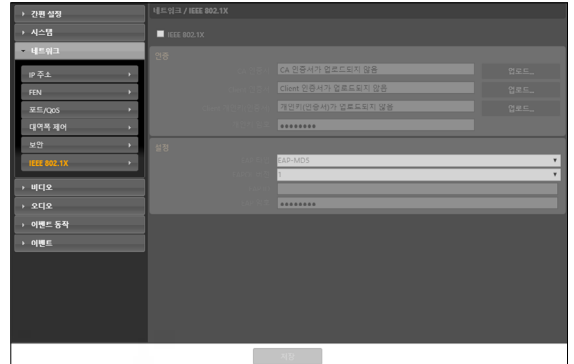 간편 설정
시스템
네트워크
IP 주소
FEN
포트/QoS
대역폭 제어
보안
IEEE 802.1X
비디오
오디오
이벤트 동작
이벤트
네트워크 / IEEE 802.1X
IEEE 802.1X
인증
CA 인증서가 업로드되지 않음
업로드...
Client 인증서가 업로드되지 않음
업로드...
개인키(인증서)가 업로드되지 않음
업로드...
●●●●●●●●
설정
EAP-MD5
1
●●●●●●●●
저장